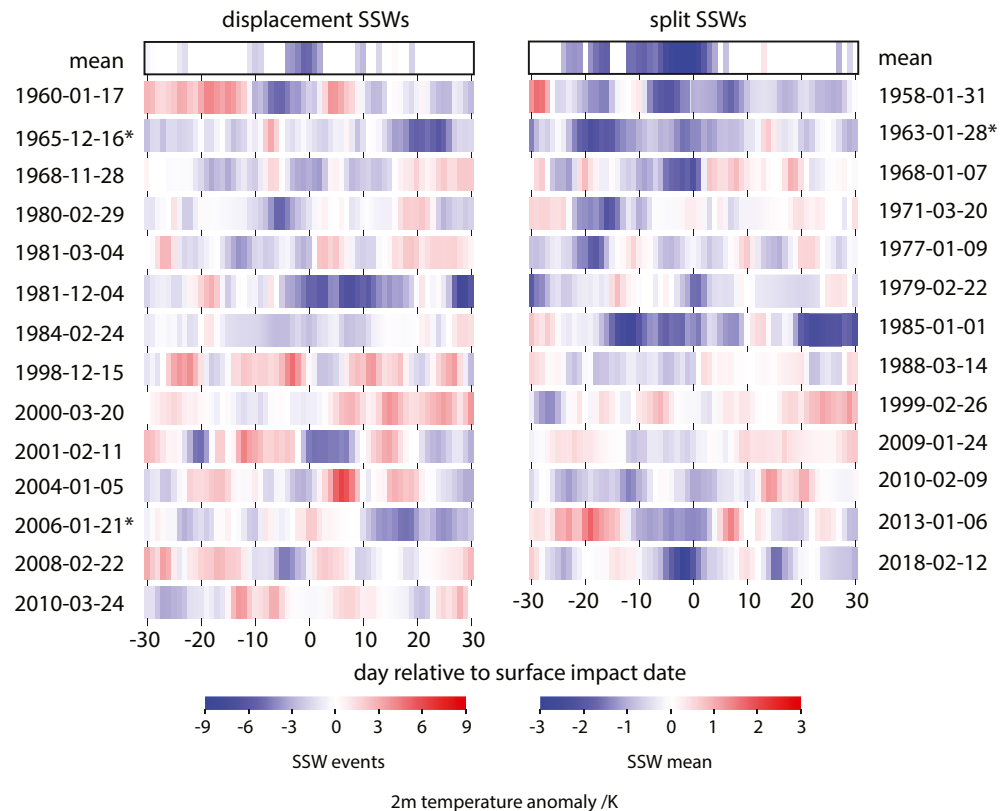 displacement SSWs
split SSWs
mean
mean
1960-01-17
1965-12-16*
1968-11-28
1980-02-29
1981-03-04
1981-12-04
1984-02-24
1998-12-15
2000-03-20
2001-02-11
2004-01-05
2006-01-21*
2008-02-22
2010-03-24
1958-01-31
1963-01-28*
1968-01-07
1971-03-20
1977-01-09
1979-02-22
1985-01-01
1988-03-14
1999-02-26
2009-01-24
2010-02-09
2013-01-06
2018-02-12
-30 -20 -10 0 10 20 30
-30 -20 -10 0 10 20 30
day relative to surface impact date
-9 -6 -3 0 3 6 9
SSW events
-3 -2 -1 0 1 2 3
SSW mean
2m temperature anomaly /K